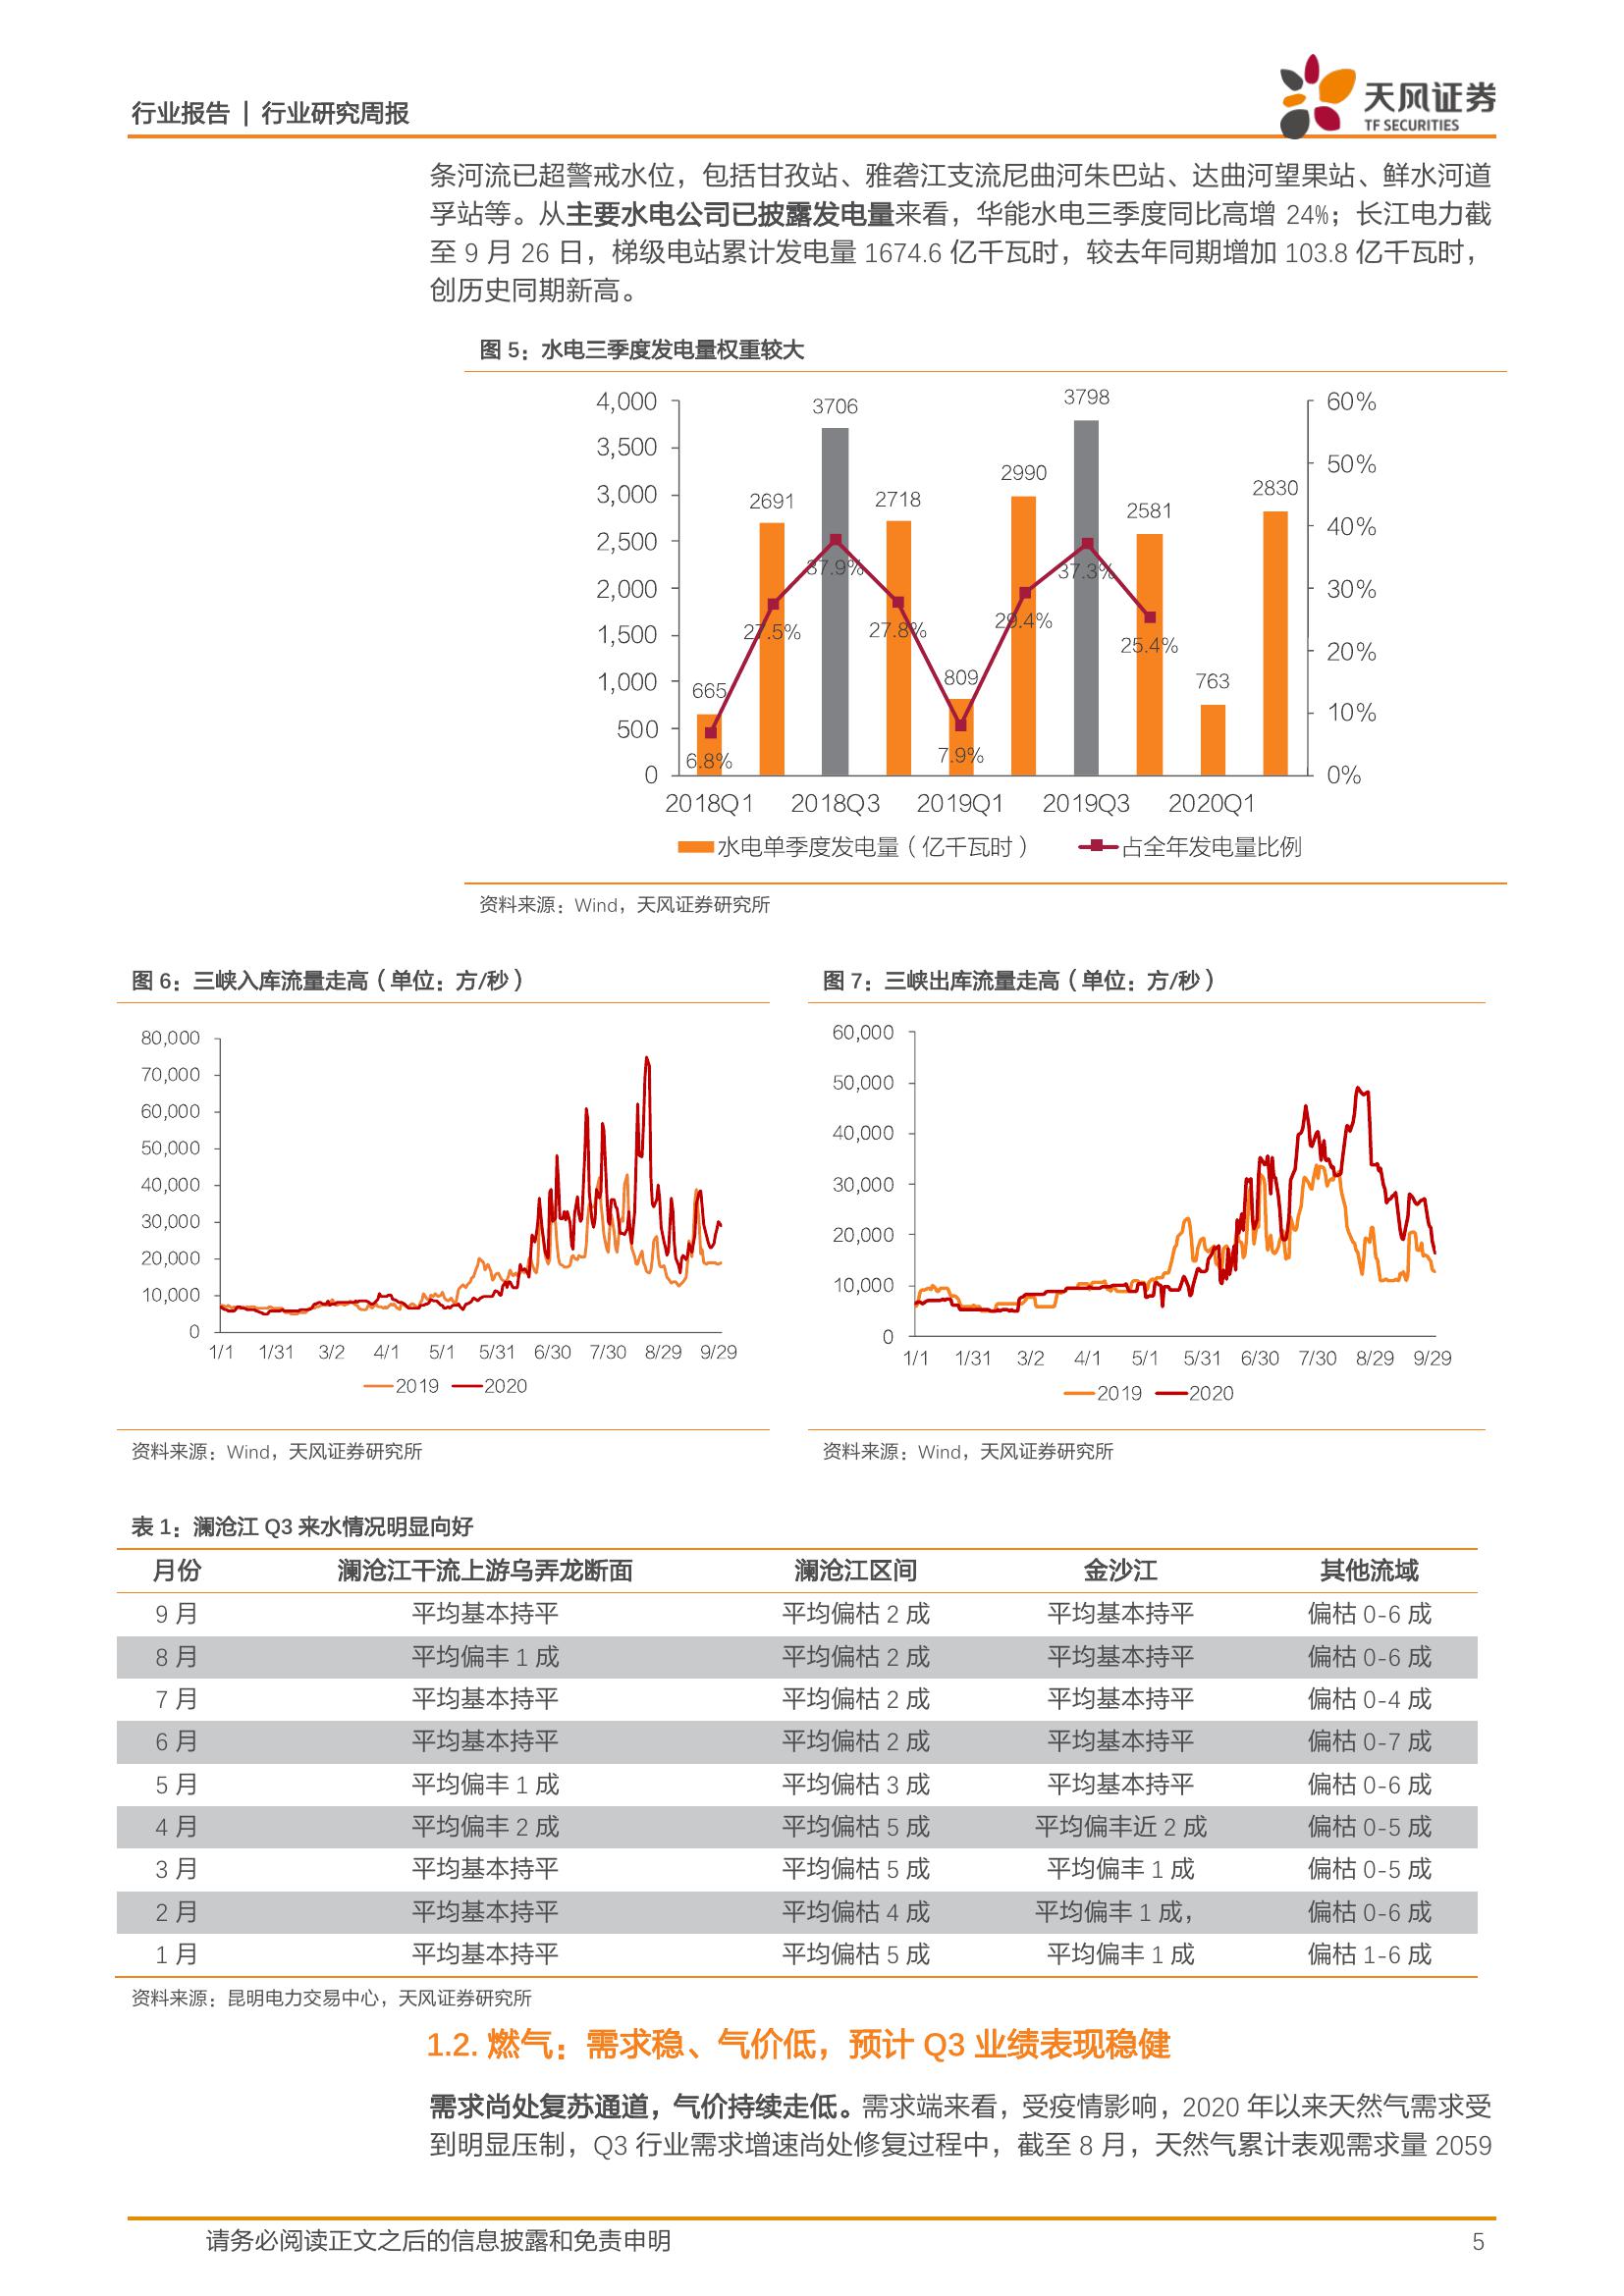 行业报告 | 行业研究周报
天风证券
TF SECURITIES
条河流已超警戒水位，包括甘孜站、雅砻江支流尼曲河朱巴站、达曲河望果站、鲜水河道
孚站等。从主要水电公司已披露发电量来看，华能水电三季度同比高增 24%；长江电力截
至 9 月 26 日，梯级电站累计发电量 1674.6 亿千瓦时，较去年同期增加 103.8 亿千瓦时，
创历史同期新高。
图 5：水电三季度发电量权重较大
4,000
3,500
3,000
2,500
2,000
1,500
1,000
500
0
60%
50%
40%
30%
20%
10%
0%
665
2691
3706
2718
809
2990
3798
2581
763
2830
6.8%
27.5%
37.9%
27.8%
7.9%
29.4%
37.3%
25.4%
2018Q1 2018Q3 2019Q1 2019Q3 2020Q1
水电单季度发电量（亿千瓦时） 占全年发电量比例
资料来源：Wind，天风证券研究所
图 6：三峡入库流量走高（单位：方/秒）
80,000
70,000
60,000
50,000
40,000
30,000
20,000
10,000
0
1/1 1/31 3/2 4/1 5/1 5/31 6/30 7/30 8/29 9/29
2019 2020
资料来源：Wind，天风证券研究所
图 7：三峡出库流量走高（单位：方/秒）
60,000
50,000
40,000
30,000
20,000
10,000
0
1/1 1/31 3/2 4/1 5/1 5/31 6/30 7/30 8/29 9/29
2019 2020
资料来源：Wind，天风证券研究所
表 1：澜沧江 Q3 来水情况明显向好
月份 澜沧江干流上游乌弄龙断面 澜沧江区间 金沙江 其他流域
9 月 平均基本持平 平均偏枯 2 成 平均基本持平 偏枯 0-6 成
8 月 平均偏丰 1 成 平均偏枯 2 成 平均基本持平 偏枯 0-6 成
7 月 平均基本持平 平均偏枯 2 成 平均基本持平 偏枯 0-4 成
6 月 平均基本持平 平均偏枯 2 成 平均基本持平 偏枯 0-7 成
5 月 平均偏丰 1 成 平均偏枯 3 成 平均基本持平 偏枯 0-6 成
4 月 平均偏丰 2 成 平均偏枯 5 成 平均偏丰近 2 成 偏枯 0-5 成
3 月 平均基本持平 平均偏枯 5 成 平均偏丰 1 成 偏枯 0-5 成
2 月 平均基本持平 平均偏枯 4 成 平均偏丰 1 成， 偏枯 0-6 成
1 月 平均基本持平 平均偏枯 5 成 平均偏丰 1 成 偏枯 1-6 成
资料来源：昆明电力交易中心，天风证券研究所
1.2. 燃气：需求稳、气价低，预计 Q3 业绩表现稳健
需求尚处复苏通道，气价持续走低。需求端来看，受疫情影响，2020 年以来天然气需求受
到明显压制，Q3 行业需求增速尚处修复过程中，截至 8 月，天然气累计表观需求量 2059
请务必阅读正文之后的信息披露和免责申明
5